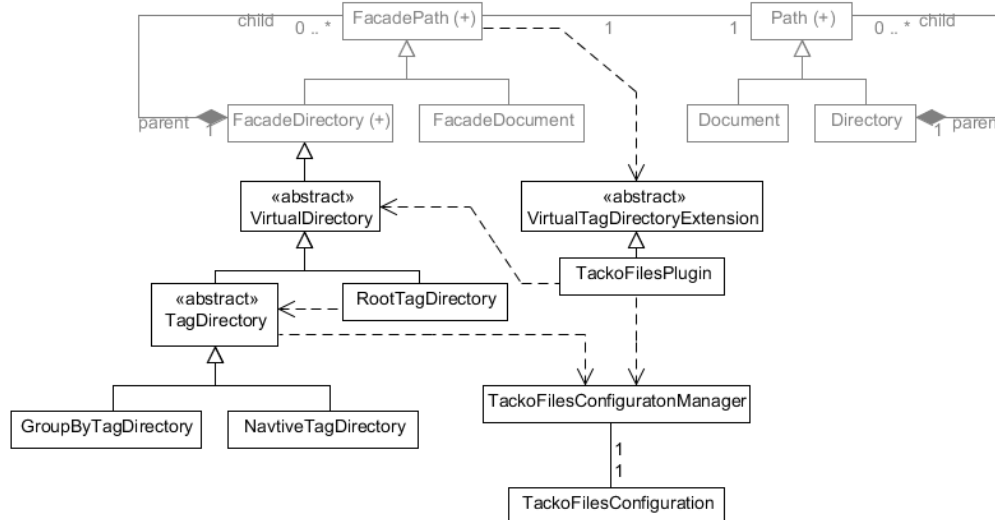 child
0 .. *
FacadePath (+)
1
1
Path (+)
0 .. *
child
parent
1
FacadeDirectory (+)
FacadeDocument
Document
Directory
1
parent
«abstract»
VirtualDirectory
«abstract»
VirtualTagDirectoryExtension
TackoFilesPlugin
«abstract»
TagDirectory
RootTagDirectory
TackoFilesConfiguratonManager
GroupByTagDirectory
NavtiveTagDirectory
1
1
TackoFilesConfiguration